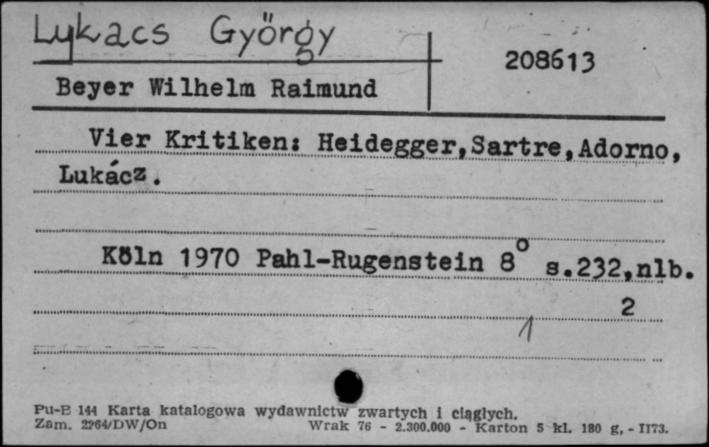 Lukacs György
208613
Beyer Wilhelm Raimund
Vier Kritiken: Heidegger,Sartre,Adorno,
Lukácz.
Köln 1970 Pahl-Rugenstein 8° s.232,nlb.
2
1
Pu-B 144 Karta katalogowa wydawnictw zwartych i ciągłych.
Zam. 2964/DW/On Wrak 76 - 2.300.000 - Karton 5 kl. 180 g. - II73.